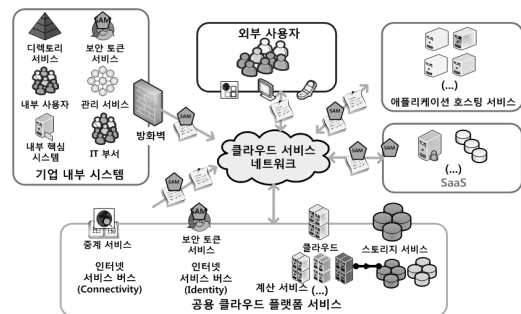 SAM
디렉토리
서비스
보안 토큰
서비스
내부 사용자
관리 서비스
내부 핵심
시스템
IT 부서
기업 내부 시스템
방화벽
SAM
외부 사용자
SAM
(...)
애플리케이션 호스팅 서비스
클라우드 서비스
네트워크
SAM
SAM
SAM
(...)
SaaS
SAM
SAM
중계 서비스
보안 토큰
서비스
클라우드
스토리지 서비스
인터넷
서비스 버스
(Connectivity)
인터넷
서비스 버스
(Identity)
계산 서비스
(...)
공용 클라우드 플랫폼 서비스